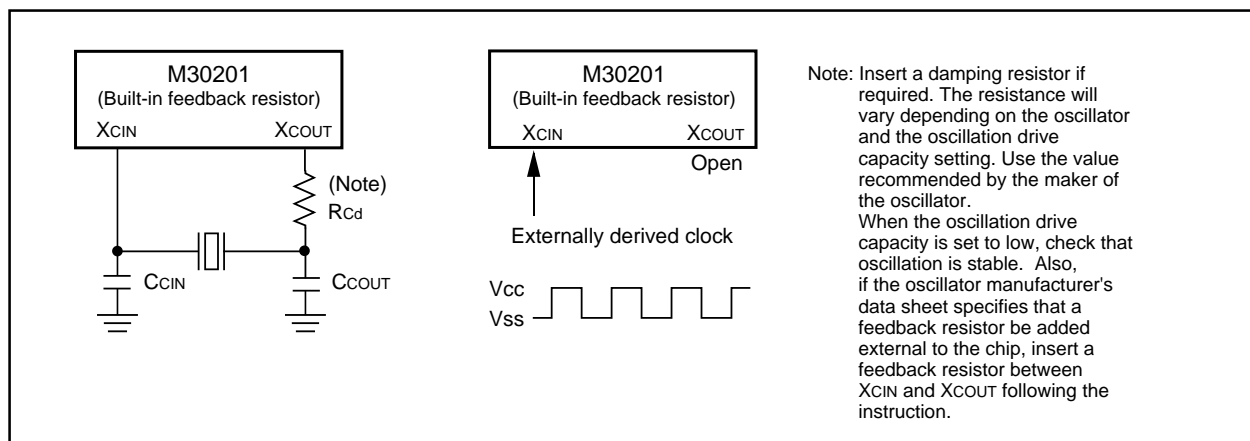 M30201
(Built-in feedback resistor)
XCIN
XCOUT
(Note)
RCd
CCIN
CCOUT
M30201
(Built-in feedback resistor)
XCIN
XCOUT
Open
Externally derived clock
Vcc
Vss
Note: Insert a damping resistor if
required. The resistance will
vary depending on the oscillator
and the oscillation drive
capacity setting. Use the value
recommended by the maker of
the oscillator.
When the oscillation drive
capacity is set to low, check that
oscillation is stable. Also,
if the oscillator manufacturer's
data sheet specifies that a
feedback resistor be added
external to the chip, insert a
feedback resistor between
XCIN and XCOUT following the
instruction.